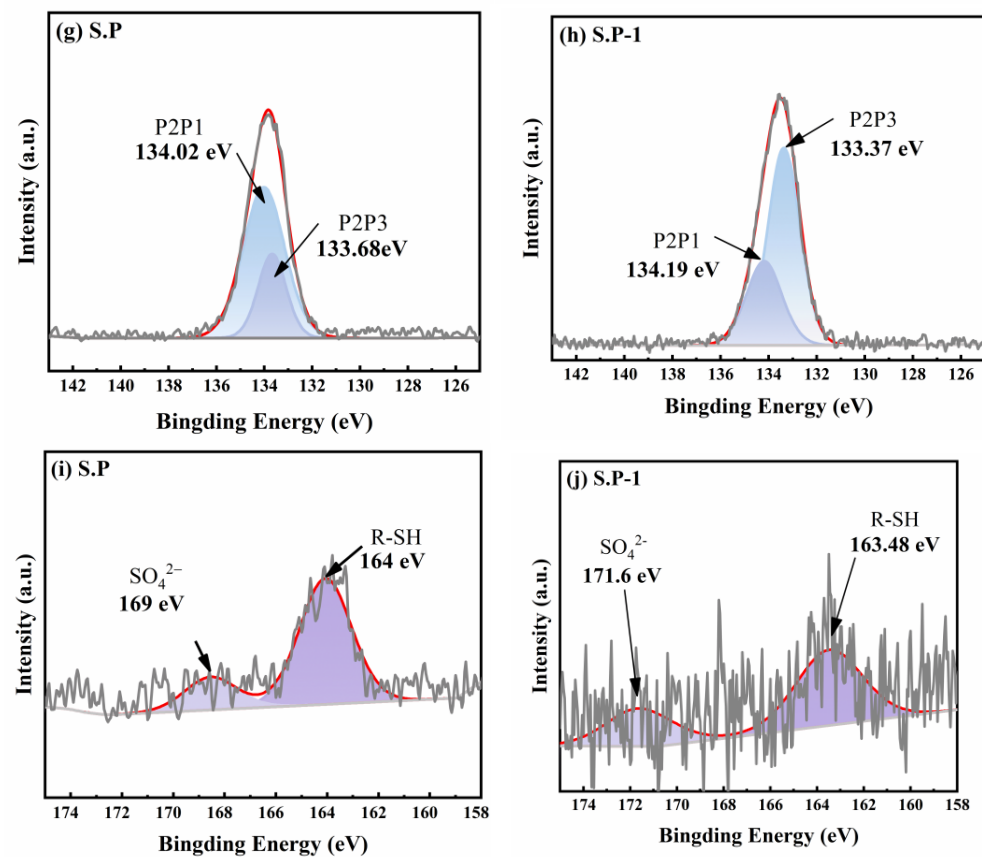 (g) S.P
P2P1
134.02 eV
P2P3
133.68eV
Intensity (a.u.)
142 140 138 136 134 132 130 128 126
Bingding Energy (eV)
(h) S.P-1
P2P3
133.37 eV
P2P1
134.19 eV
Intensity (a.u.)
142 140 138 136 134 132 130 128 126
Bingding Energy (eV)
(i) S.P
R-SH
164 eV
SO₄²⁻
169 eV
Intensity (a.u.)
174 172 170 168 166 164 162 160 158
Bingding Energy (eV)
(j) S.P-1
R-SH
163.48 eV
SO₄²⁻
171.6 eV
Intensity (a.u.)
174 172 170 168 166 164 162 160 158
Bingding Energy (eV)